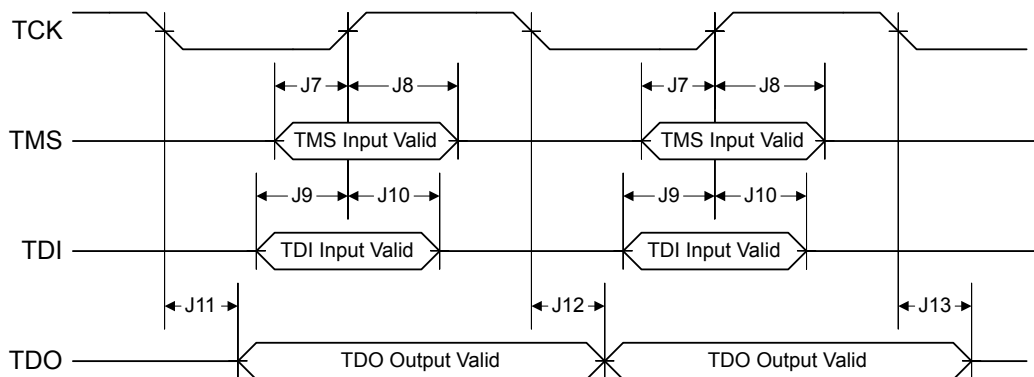 TCK
J7 J8 J7 J8
TMS TMS Input Valid TMS Input Valid
J9 J10 J9 J10
TDI TDI Input Valid TDI Input Valid
J11 J12 J13
TDO TDO Output Valid TDO Output Valid